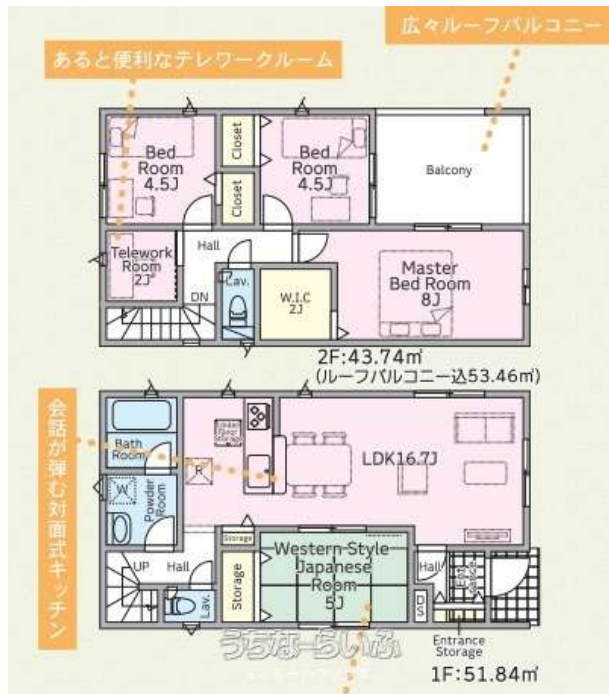 広々ルーフバルコニー
あると便利なテレワークルーム
Bed
Room
4.5J
Closet
Closet
Bed
Room
4.5J
Balcony
Telework
Room
2J
Hall
DN
Lav.
W.I.C
2J
Master
Bed Room
8J
2F:43.74㎡
(ルーフバルコニー込53.46㎡)
会話が弾む対面式キッチン
Bath
Room
Under
Floor
Storage
R
LDK16.7J
W
Powder
Room
Storage
Western Style
Japanese
Room
5J
UP
Hall
Lav.
Storage
Hall
Entrance
DS
Entrance
Storage
うちなーらいふ
1F:51.84㎡